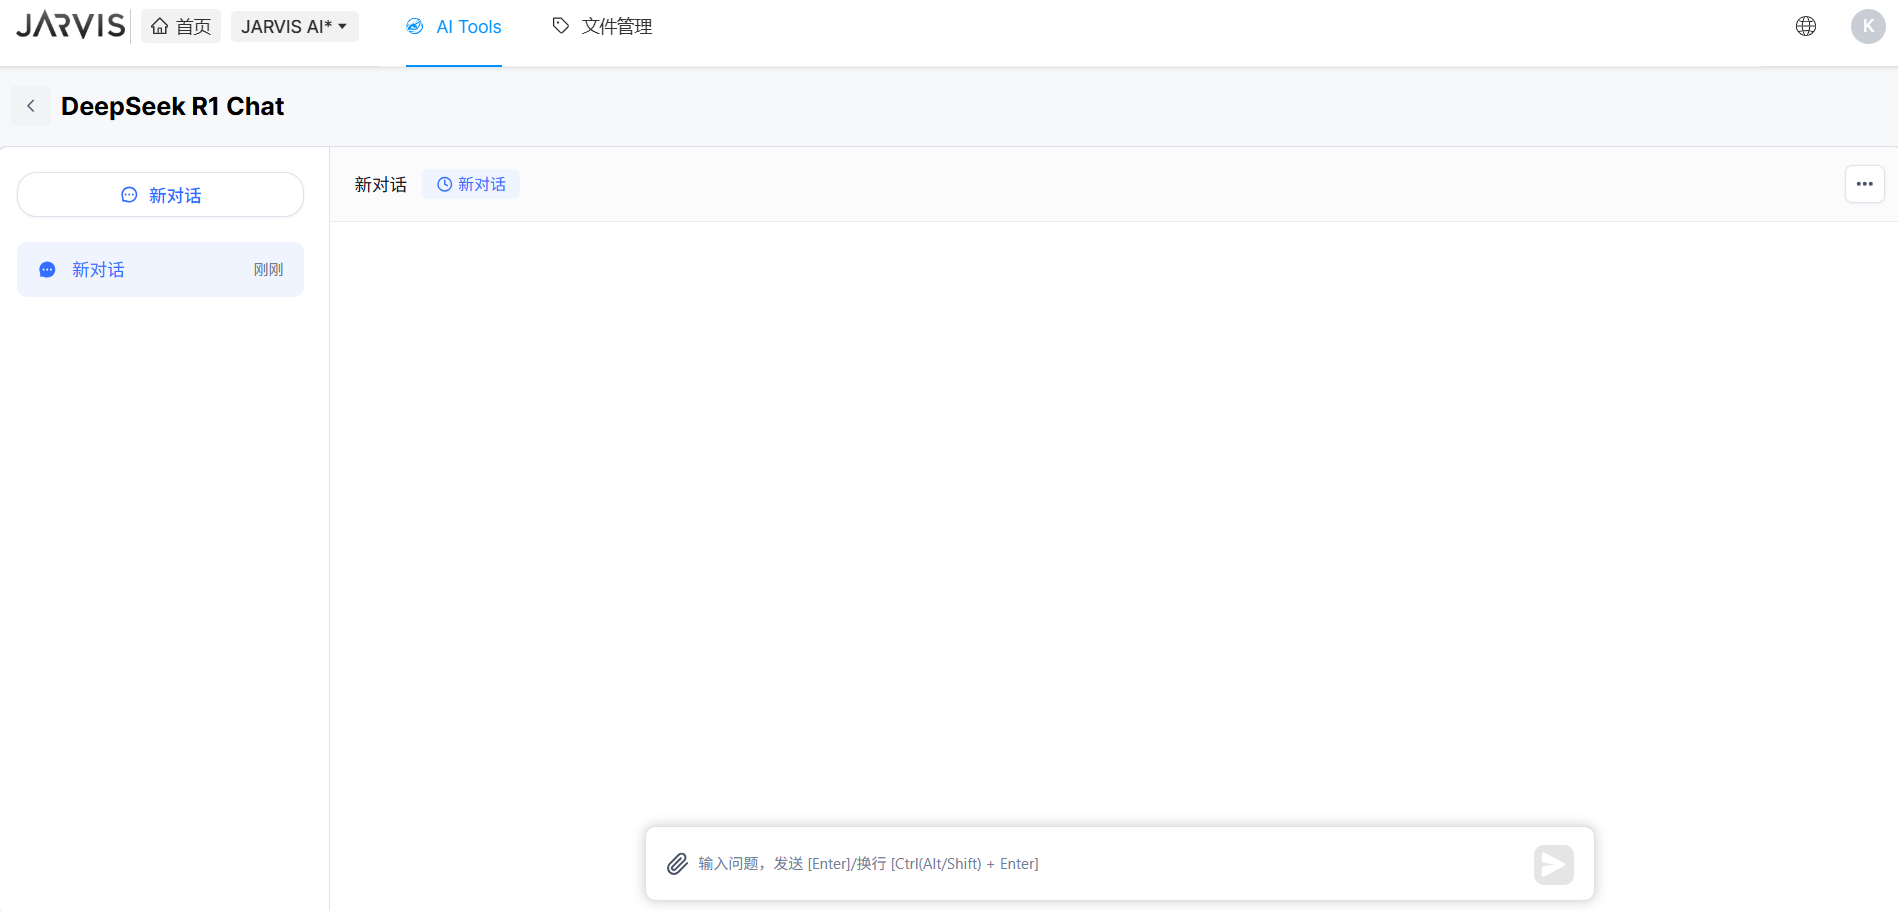 JARVIS 首页 JARVIS AI* AI Tools 文件管理 K
DeepSeek R1 Chat
新对话
新对话 刚刚
新对话 新对话
输入问题，发送 [Enter]/换行 [Ctrl(Alt/Shift) + Enter]